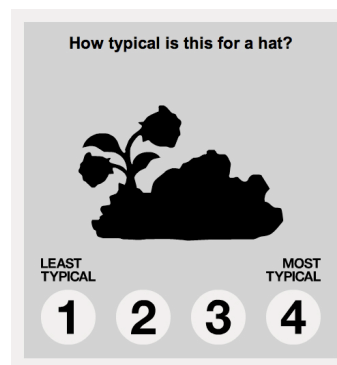 How typical is this for a hat?
LEAST MOST
TYPICAL TYPICAL
1 2 3 4